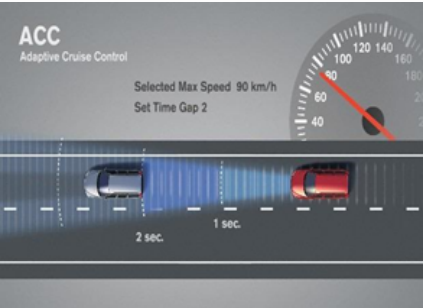 ACC
Adaptive Cruise Control
Selected Max Speed 90 km/h
Set Time Gap 2
40
60
80
100
120
140
160
1 sec.
2 sec.